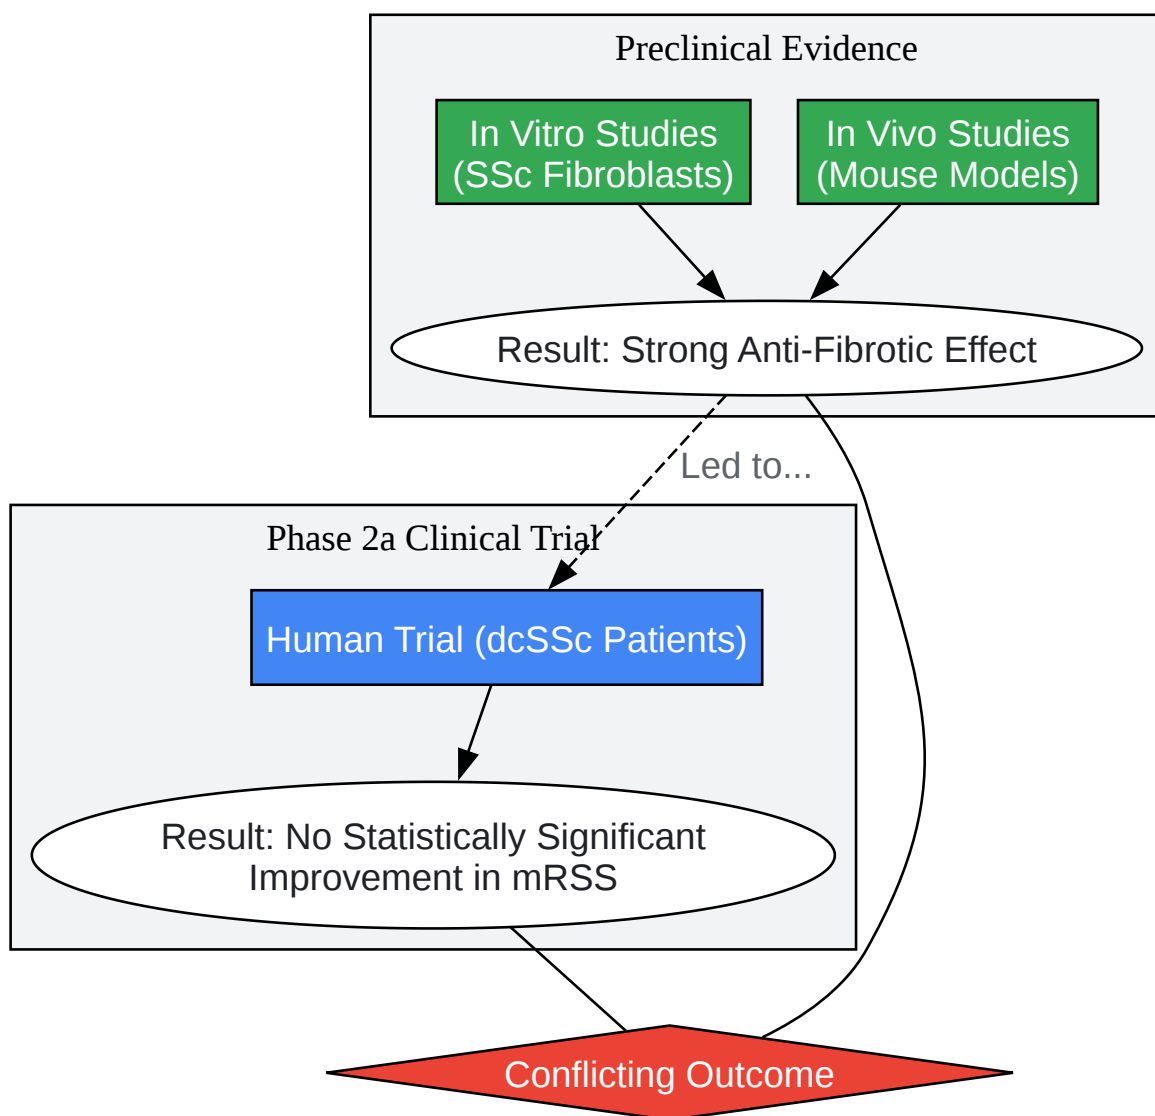 Preclinical Evidence
In Vitro Studies
(SSc Fibroblasts)
In Vivo Studies
(Mouse Models)
Result: Strong Anti-Fibrotic Effect
Led to...
Phase 2a Clinical Trial
Human Trial (dcSSc Patients)
Result: No Statistically Significant
Improvement in mRSS
Conflicting Outcome